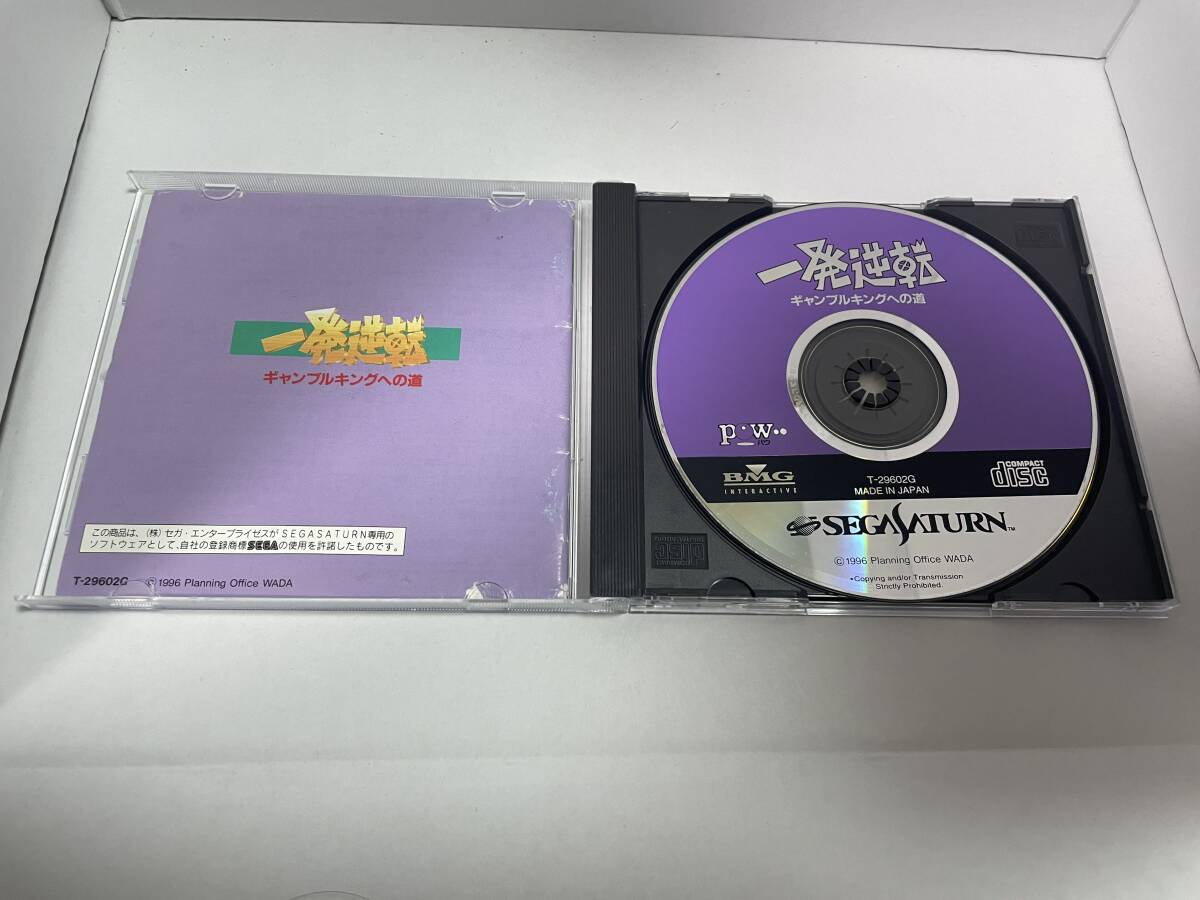 一発逆転
ギャンブルキングへの道
この商品は、(株)セガ・エンタープライゼスがSEGASATURN専用の
ソフトウェアとして、自社の登録商標SEGAの使用を許諾したものです。
T-29602G ©1996 Planning Office WADA
一発逆転
ギャンブルキングへの道
パウ
BMG
INTERACTIVE
T-29602G
MADE IN JAPAN
COMPACT
disc
SEGASATURN™
©1996 Planning Office WADA
•Copying and/or Transmission
Strictly Prohibited.